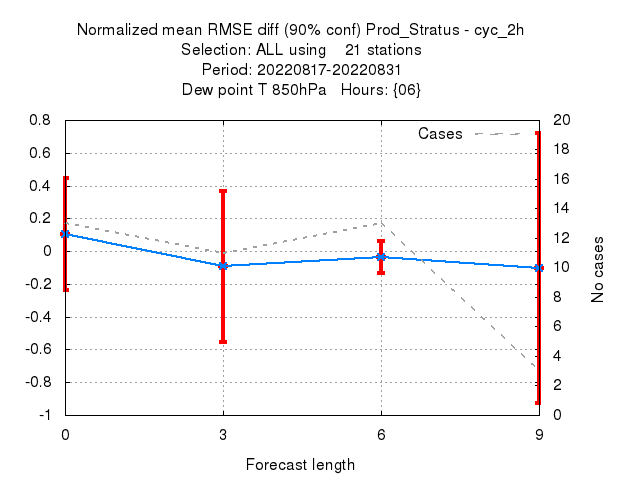 Normalized mean RMSE diff (90% conf) Prod_Stratus - cyc_2h
Selection: ALL using    21 stations
Period: 20220817-20220831
Dew point T 850hPa   Hours: {06}
Cases
0.8
0.6
0.4
0.2
0
-0.2
-0.4
-0.6
-0.8
-1
20
18
16
14
12
10
8
6
4
2
0
No cases
0 3 6 9
Forecast length